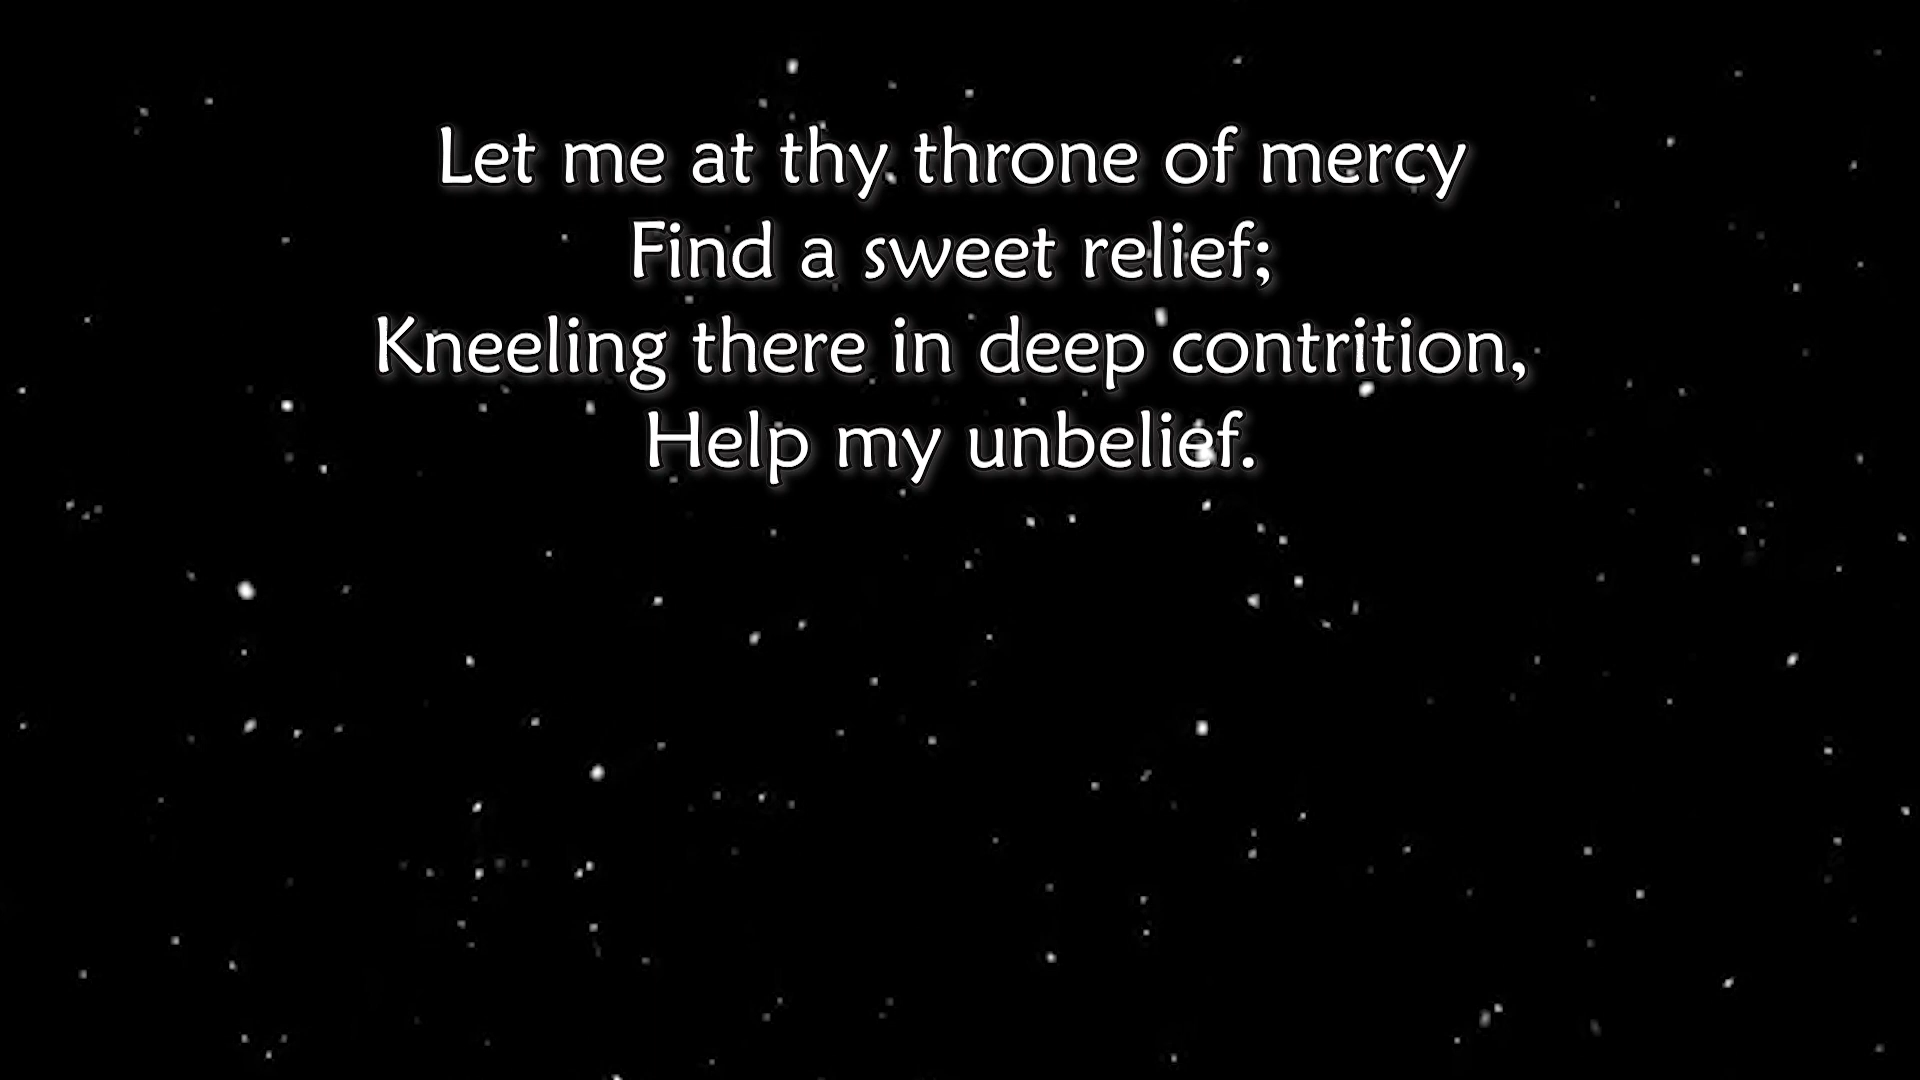 Let me at thy throne of mercy
Find a sweet relief;
Kneeling there in deep contrition,
Help my unbelief.